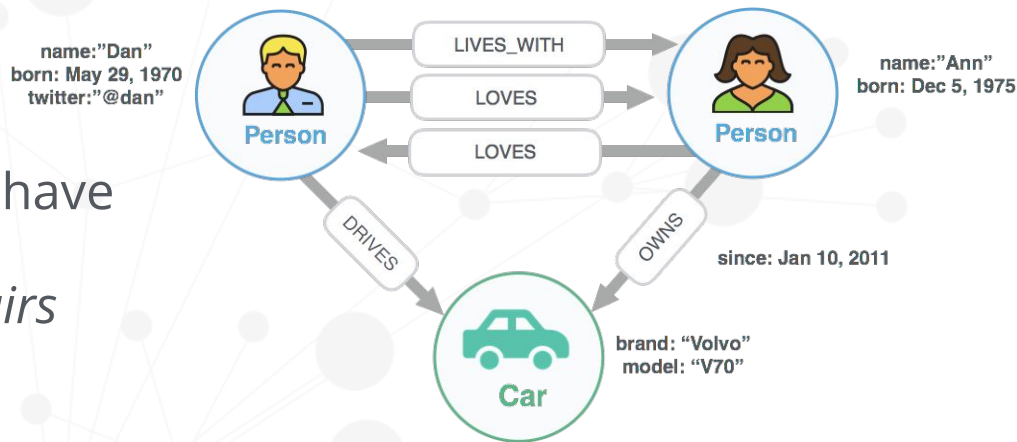 name:"Dan"
born: May 29, 1970
twitter:"@dan"
Person
LIVES_WITH
LOVES
LOVES
Person
name:"Ann"
born: Dec 5, 1975
have
DRIVES
OWNS
since: Jan 10, 2011
irs
Car
brand: “Volvo”
model: “V70”